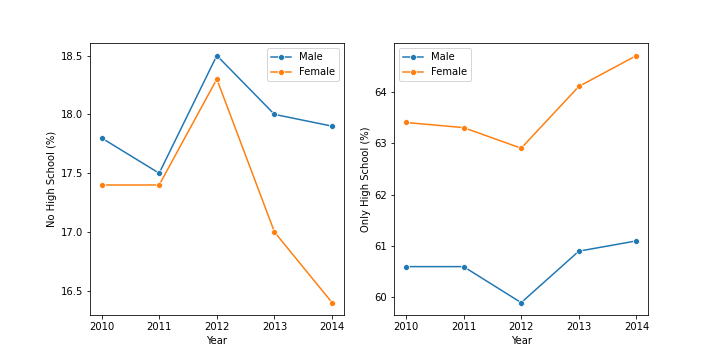 No High School (%)
18.5
18.0
17.5
17.0
16.5
Male
Female
2010 2011 2012 2013 2014
Year
Only High School (%)
64
63
62
61
60
Male
Female
2010 2011 2012 2013 2014
Year